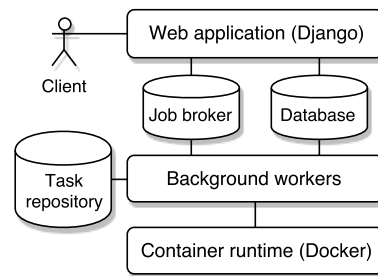 Web application (Django)
Client
Job broker
Database
Task
repository
Background workers
Container runtime (Docker)